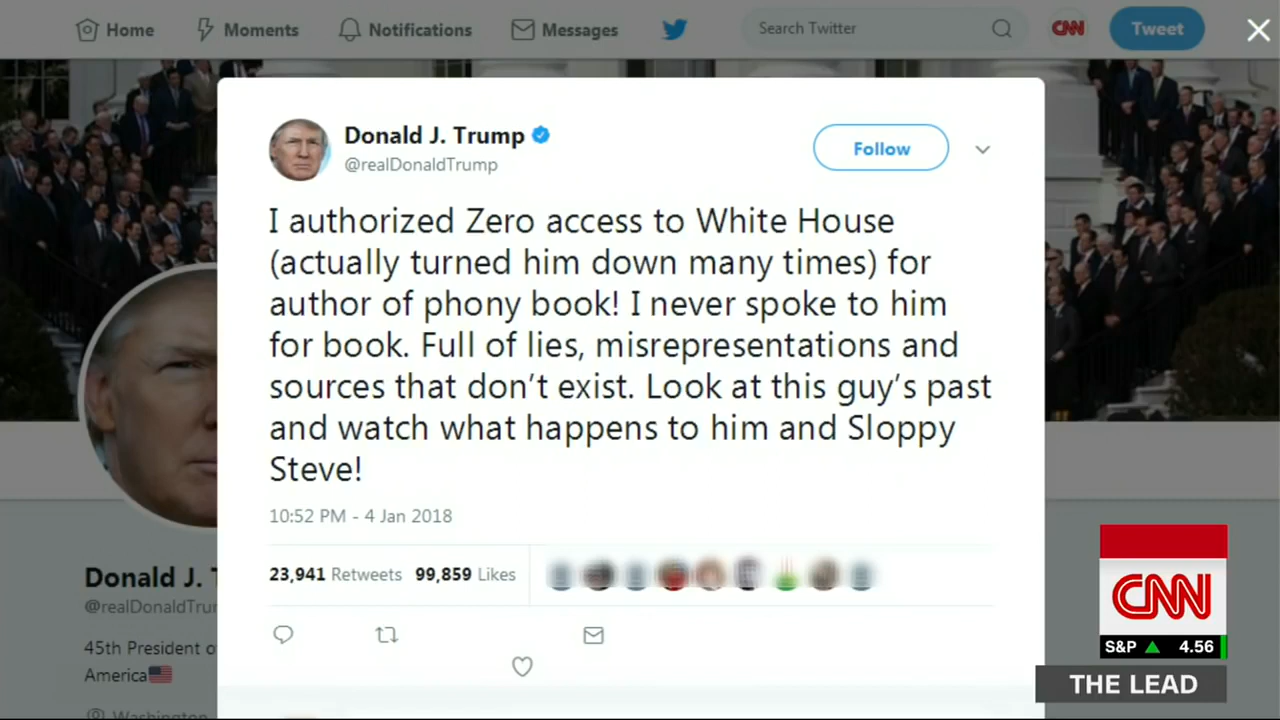 Home Moments Notifications Messages Search Twitter CNN Tweet
Donald J. Trump
@realDonaldTrump
Follow
I authorized Zero access to White House
(actually turned him down many times) for
author of phony book! I never spoke to him
for book. Full of lies, misrepresentations and
sources that don’t exist. Look at this guy’s past
and watch what happens to him and Sloppy
Steve!
10:52 PM - 4 Jan 2018
23,941 Retweets 99,859 Likes
Donald J. T
@realDonaldTrur
45th President o
America
Washington
CNN
S&P 4.56
THE LEAD